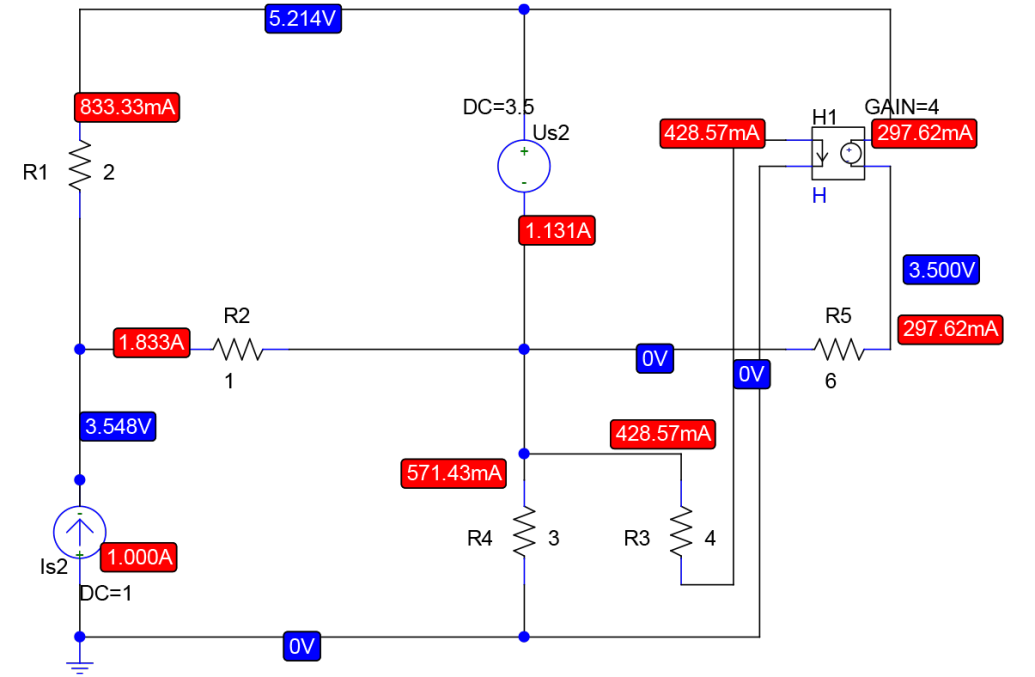 5.214V
833.33mA
DC=3.5
GAIN=4
H1
428.57mA
297.62mA
Us2
+
-
+
R1
2
H
1.131A
3.500V
R2
R5
297.62mA
1.833A
0V
0V
1
6
3.548V
428.57mA
571.43mA
-
R4
3
R3
4
+
1.000A
Is2
DC=1
0V